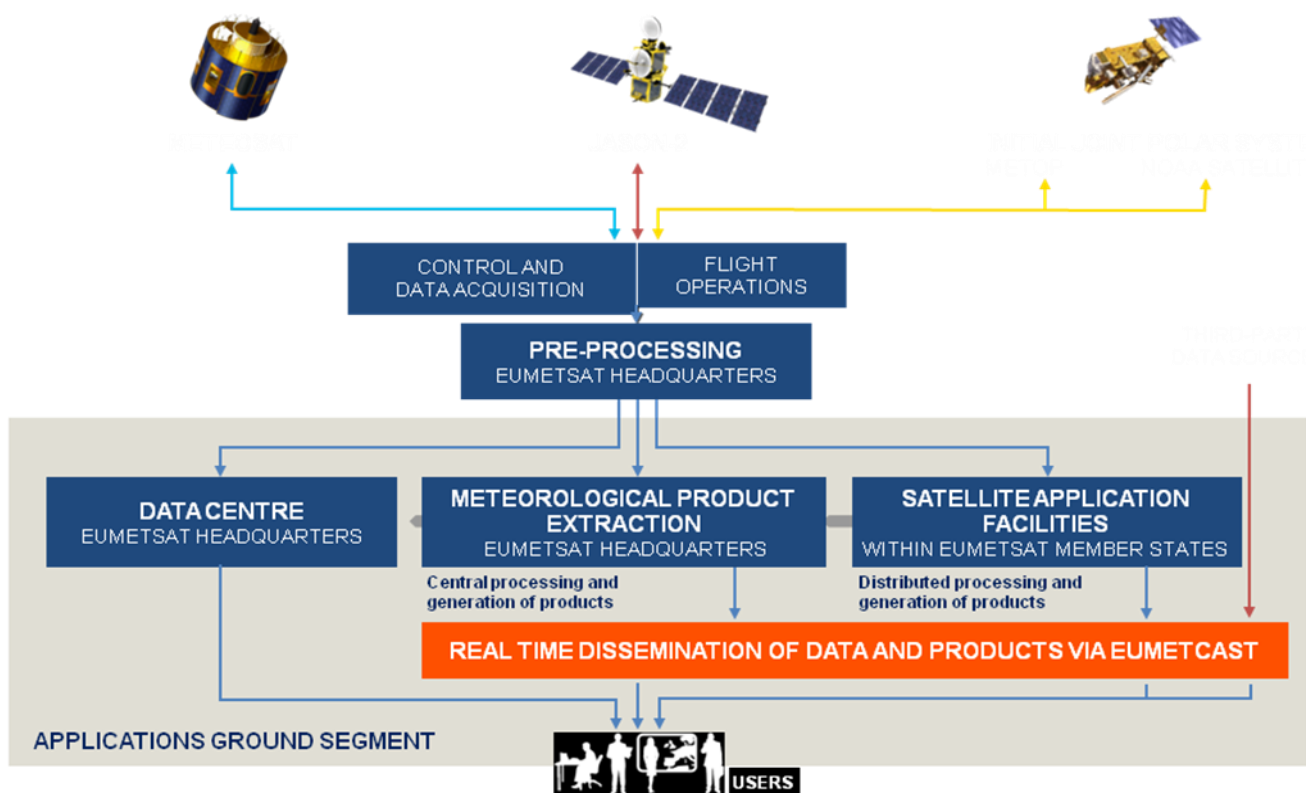 CONTROL AND
DATA ACQUISITION
FLIGHT
OPERATIONS
PRE-PROCESSING
EUMETSAT HEADQUARTERS
DATA CENTRE
EUMETSAT HEADQUARTERS
METEOROLOGICAL PRODUCT
EXTRACTION
EUMETSAT HEADQUARTERS
SATELLITE APPLICATION
FACILITIES
WITHIN EUMETSAT MEMBER STATES
Central processing and
generation of products
Distributed processing and
generation of products
REAL TIME DISSEMINATION OF DATA AND PRODUCTS VIA EUMETCAST
APPLICATIONS GROUND SEGMENT
USERS